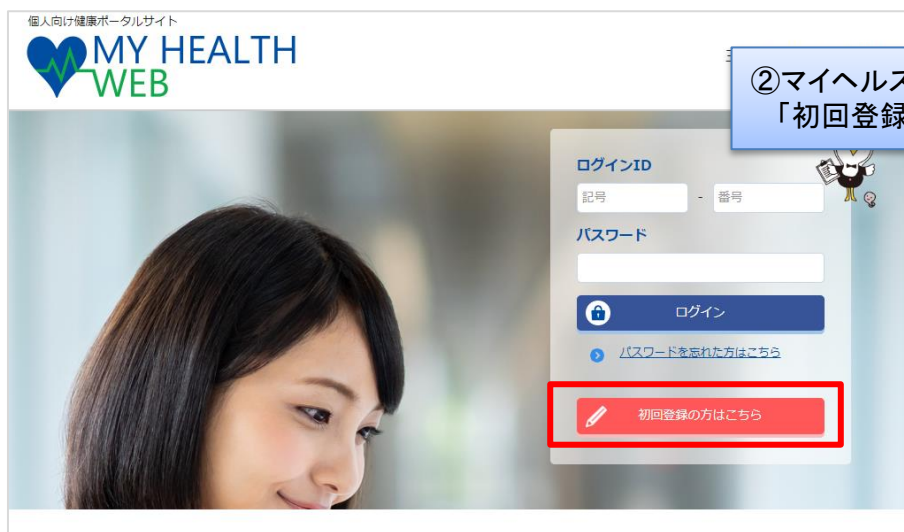 個人向け健康ポータルサイト
MY HEALTH
WEB
②マイヘルス
「初回登録
ログインID
記号 - 番号
パスワード
ログイン
パスワードを忘れた方はこちら
初回登録の方はこちら